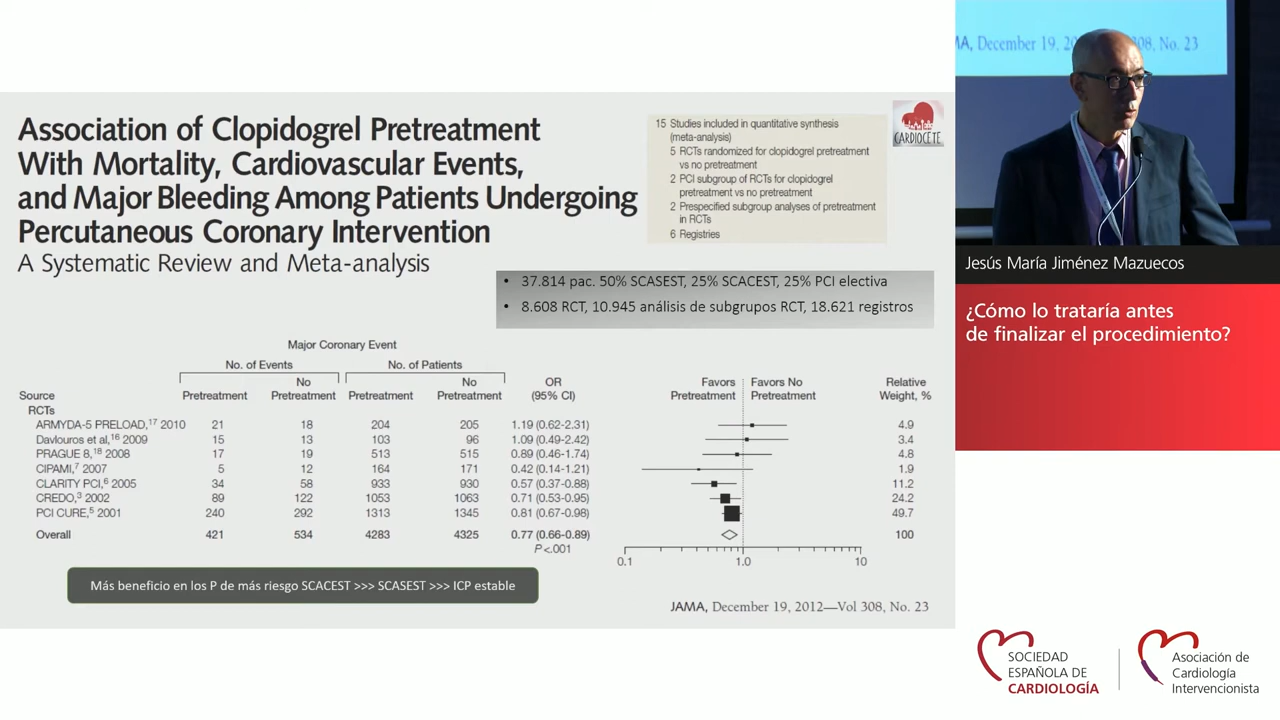 Association of Clopidogrel Pretreatment
With Mortality, Cardiovascular Events,
and Major Bleeding Among Patients Undergoing
Percutaneous Coronary Intervention
A Systematic Review and Meta-analysis
15 Studies included in quantitative synthesis
(meta-analysis)
5 RCTs randomized for clopidogrel pretreatment
vs no pretreatment
2 PCI subgroup of RCTs for clopidogrel
pretreatment vs no pretreatment
2 Prespecified subgroup analyses of pretreatment
in RCTs
6 Registries
CARDIOCETE
• 37.814 pac. 50% SCASEST, 25% SCACEST, 25% PCI electiva
• 8.608 RCT, 10.945 análisis de subgrupos RCT, 18.621 registros
Major Coronary Event
No. of Events No. of Patients
Source Pretreatment No Pretreatment Pretreatment No Pretreatment OR (95% CI) Favors Pretreatment Favors No Pretreatment Relative Weight, %
RCTs
ARMYDA-5 PRELOAD,17 2010 21 18 204 205 1.19 (0.62-2.31) 4.9
Davlouros et al,16 2009 15 13 103 96 1.09 (0.49-2.42) 3.4
PRAGUE 8,18 2008 17 19 513 515 0.89 (0.46-1.74) 4.8
CIPAMI,7 2007 5 12 164 171 0.42 (0.14-1.21) 1.9
CLARITY PCI,6 2005 34 58 933 930 0.57 (0.37-0.88) 11.2
CREDO,3 2002 89 122 1053 1063 0.71 (0.53-0.95) 24.2
PCI CURE,5 2001 240 292 1313 1345 0.81 (0.67-0.98) 49.7
Overall 421 534 4283 4325 0.77 (0.66-0.89) 100
P<.001
0.1 1.0 10
Más beneficio en los P de más riesgo SCACEST >>> SCASEST >>> ICP estable
JAMA, December 19, 2012—Vol 308, No. 23
MA, December 19, 20 308, No. 23
Jesús María Jiménez Mazuecos
¿Cómo lo trataría antes
de finalizar el procedimiento?
SOCIEDAD
ESPAÑOLA DE
CARDIOLOGÍA
Asociación de
Cardiología
Intervencionista